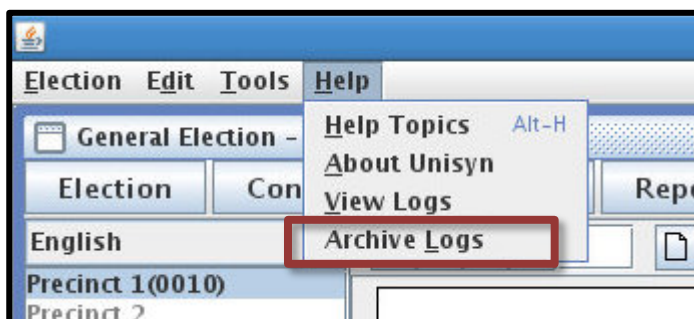 Election Edit Tools Help
Help Topics Alt-H
About Unisyn
View Logs
Archive Logs
General Election –
Election Con Repo
English
Precinct 1(0010)
Precinct 2